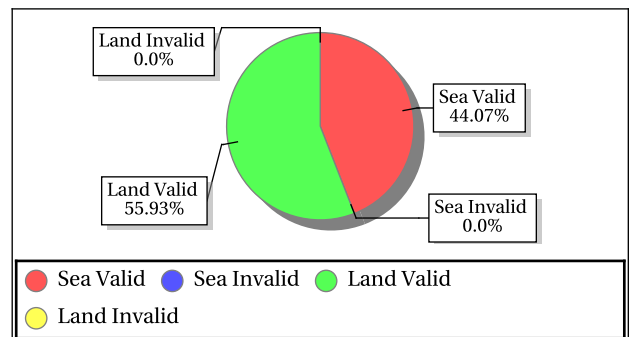 Land Invalid
0.0%
Sea Valid
44.07%
Land Valid
55.93%
Sea Invalid
0.0%
Sea Valid Sea Invalid Land Valid
Land Invalid